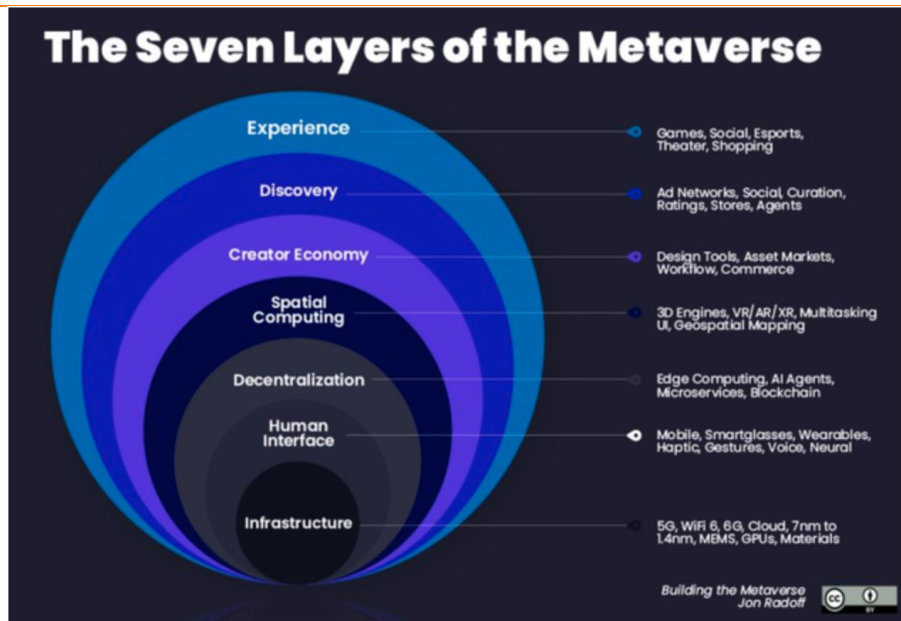 The Seven Layers of the Metaverse
Experience
Games, Social, Esports,
Theater, Shopping
Discovery
Ad Networks, Social, Curation,
Ratings, Stores, Agents
Creator Economy
Design Tools, Asset Markets,
Workflow, Commerce
Spatial
Computing
3D Engines, VR/AR/XR, Multitasking
UI, Geospatial Mapping
Decentralization
Edge Computing, AI Agents,
Microservices, Blockchain
Human
Interface
Mobile, Smartglasses, Wearables,
Haptic, Gestures, Voice, Neural
Infrastructure
5G, WiFi 6, 6G, Cloud, 7nm to
1.4nm, MEMS, GPUs, Materials
Building the Metaverse
Jon Radoff
cc
BY